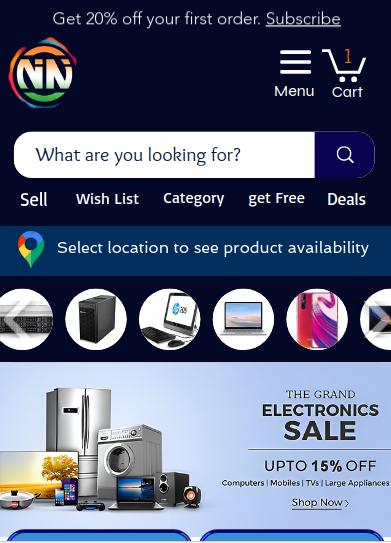 Get 20% off your first order. Subscribe
NiN
1
Menu
Cart
What are you looking for?
Sell
Wish List
Category
get Free
Deals
Select location to see product availability
THE GRAND
ELECTRONICS
SALE
UPTO 15% OFF
Computers | Mobiles | TVs | Large Appliances
Shop Now >